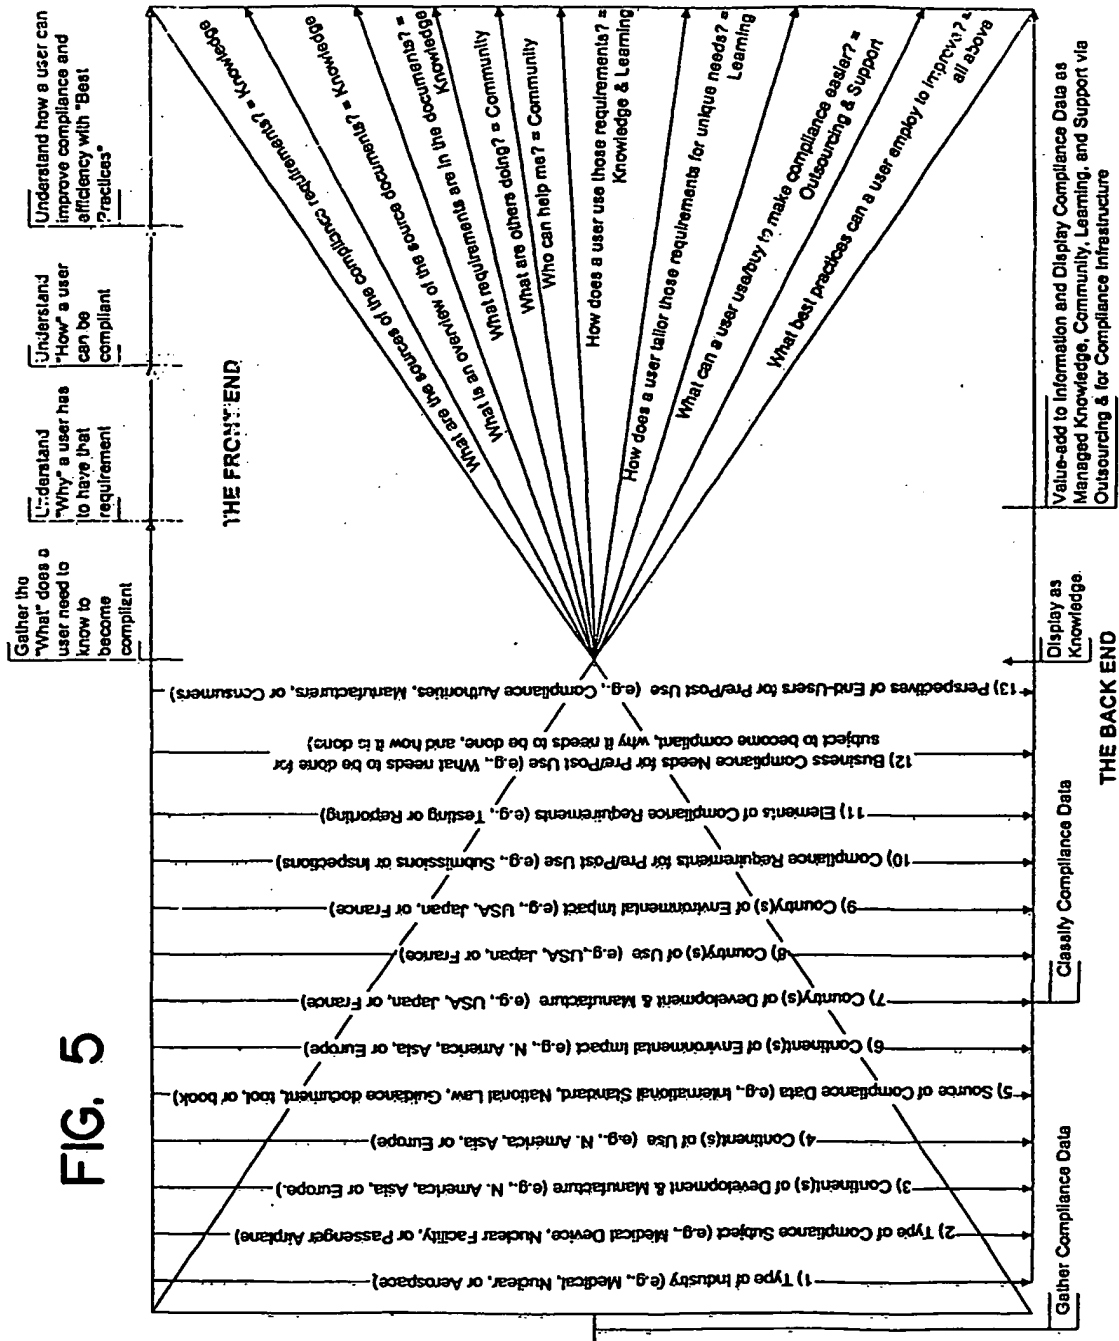 FIG. 5
Gather the
"What" does a
user need to
know to
become
compliant
Understand
"Why" a user has
to have that
requirement
Understand
"How" a user
can be
compliant
Understand how a user can
improve compliance and
efficiency with "Best
Practices"
THE FRONT END
What are the sources of the compliance requirements? = Knowledge
What is an overview of the source documents? = Knowledge
What requirements are in the documents? =
Knowledge
What are others doing? = Community
Who can help me? = Community
How does a user use those requirements? =
Knowledge & Learning
How does a user tailor those requirements for unique needs? =
Learning
What can a user use/buy to make compliance easier? =
Outsourcing & Support
What best practices can a user employ to improve? =
all above
1) Type of Industry (e.g., Medical, Nuclear, or Aerospace)
2) Type of Compliance Subject (e.g., Medical Device, Nuclear Facility, or Passenger Airplane)
3) Continent(s) of Development & Manufacture (e.g., N. America, Asia, or Europe.)
4) Continent(s) of Use (e.g., N. America, Asia, or Europe)
5) Source of Compliance Data (e.g., International Standard, National Law, Guidance document, tool, or book)
6) Continent(s) of Environmental Impact (e.g., N. America, Asia, or Europe)
7) Country(s) of Development & Manufacture (e.g., USA, Japan, or France)
8) Country(s) of Use (e.g., USA, Japan, or France)
9) Country(s) of Environmental Impact (e.g., USA, Japan, or France)
10) Compliance Requirements for Pre/Post Use (e.g., Submissions or Inspections)
11) Elements of Compliance Requirements (e.g., Testing or Reporting)
12) Business Compliance Needs for Pre/Post Use (e.g., What needs to be done for
subject to become compliant, why it needs to be done, and how it is done)
13) Perspectives of End-Users for Pre/Post Use (e.g., Compliance Authorities, Manufacturers, or Consumers)
Gather Compliance Data
Classify Compliance Data
Display as
Knowledge.
Value-add to Information and Display Compliance Data as
Managed Knowledge, Community, Learning, and Support via
Outsourcing & for Compliance Infrastructure
THE BACK END